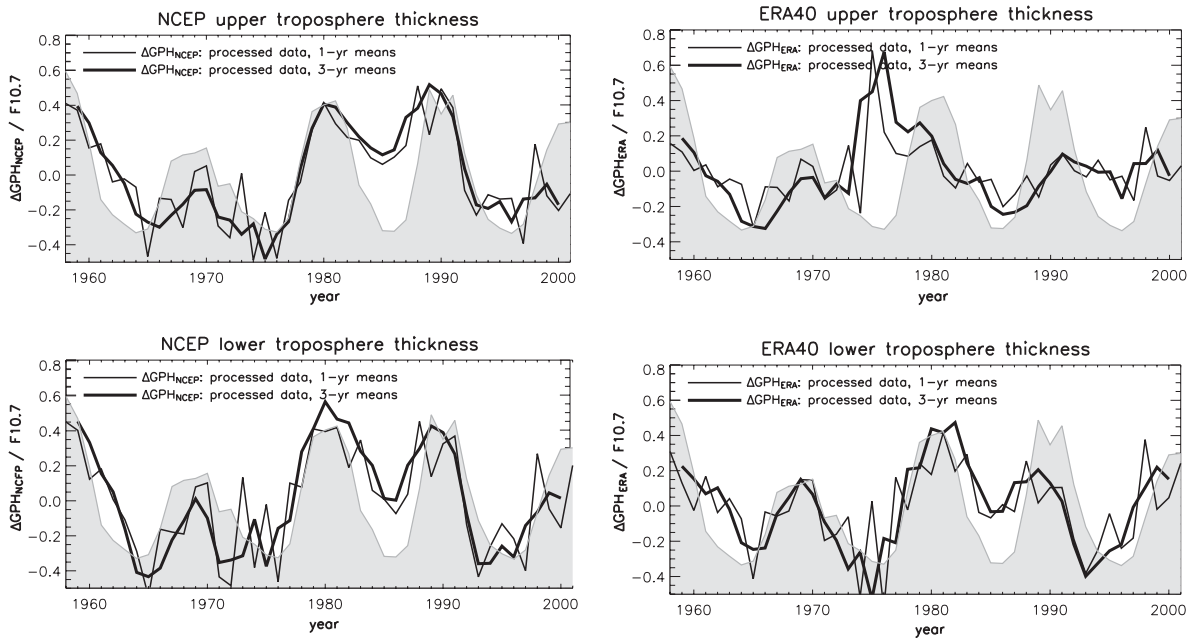 NCEP upper troposphere thickness
ΔGPH_NCEP: processed data, 1-yr means
ΔGPH_NCEP: processed data, 3-yr means
ΔGPH_NCEP / F10.7
0.8
0.6
0.4
0.2
0.0
-0.2
-0.4
1960
1970
1980
1990
2000
year
ERA40 upper troposphere thickness
ΔGPH_ERA: processed data, 1-yr means
ΔGPH_ERA: processed data, 3-yr means
ΔGPH_ERA / F10.7
0.8
0.6
0.4
0.2
0.0
-0.2
-0.4
1960
1970
1980
1990
2000
year
NCEP lower troposphere thickness
ΔGPH_NCEP: processed data, 1-yr means
ΔGPH_NCEP: processed data, 3-yr means
ΔGPH_NCEP / F10.7
0.8
0.6
0.4
0.2
0.0
-0.2
-0.4
1960
1970
1980
1990
2000
year
ERA40 lower troposphere thickness
ΔGPH_ERA: processed data, 1-yr means
ΔGPH_ERA: processed data, 3-yr means
ΔGPH_ERA / F10.7
0.8
0.6
0.4
0.2
0.0
-0.2
-0.4
1960
1970
1980
1990
2000
year